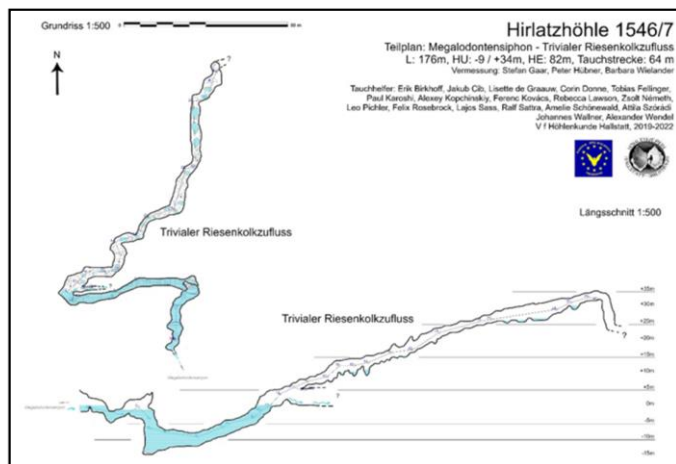 Grundriss 1:500
0
50 m
Hirlatzhöhle 1546/7
Teilplan: Megalodontensiphon - Trivialer Riesenkolkzufluss
L: 176m, HU: -9 / +34m, HE: 82m, Tauchstrecke: 64 m
Vermessung: Stefan Gaar, Peter Hübner, Barbara Wielander
Tauchhelfer: Erik Birkhoff, Jakub Cib, Lisette de Graauw, Corin Donne, Tobias Fellinger,
Paul Karoshi, Alexey Kopchinskiy, Ferenc Kovács, Rebecca Lawson, Zsolt Németh,
Leo Pichler, Felix Rosebrock, Lajos Sass, Ralf Sattra, Amelie Schönewald, Attila Szórádi
Johannes Wallner, Alexander Wendel
V f Höhlenkunde Hallstatt, 2019-2022
N
?
Trivialer Riesenkolkzufluss
?
Längsschnitt 1:500
Trivialer Riesenkolkzufluss
?
?
+35m
+30m
+25m
+20m
+15m
+10m
+5m
0m
-5m
-10m
-15m